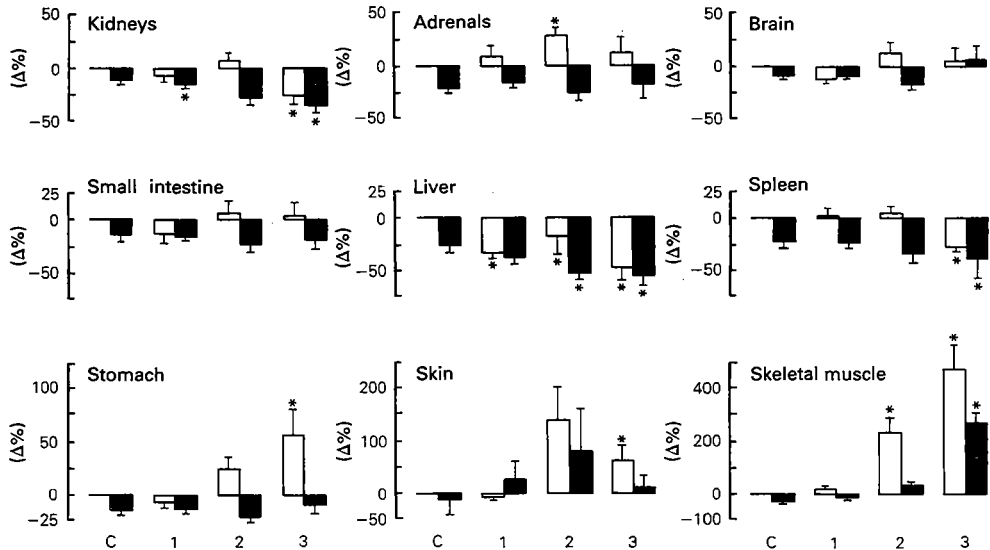 Kidneys
Adrenals
Brain
50
0
−50
(Δ%)
*
*
*
50
0
−50
(Δ%)
*
50
0
−50
(Δ%)
Small intestine
Liver
Spleen
25
0
−50
(Δ%)
25
0
−50
(Δ%)
*
*
*
*
*
25
0
−50
(Δ%)
*
*
Stomach
Skin
Skeletal muscle
100
50
0
−25
(Δ%)
*
200
100
0
−50
(Δ%)
*
400
200
0
−100
(Δ%)
*
*
*
C 1 2 3
C 1 2 3
C 1 2 3